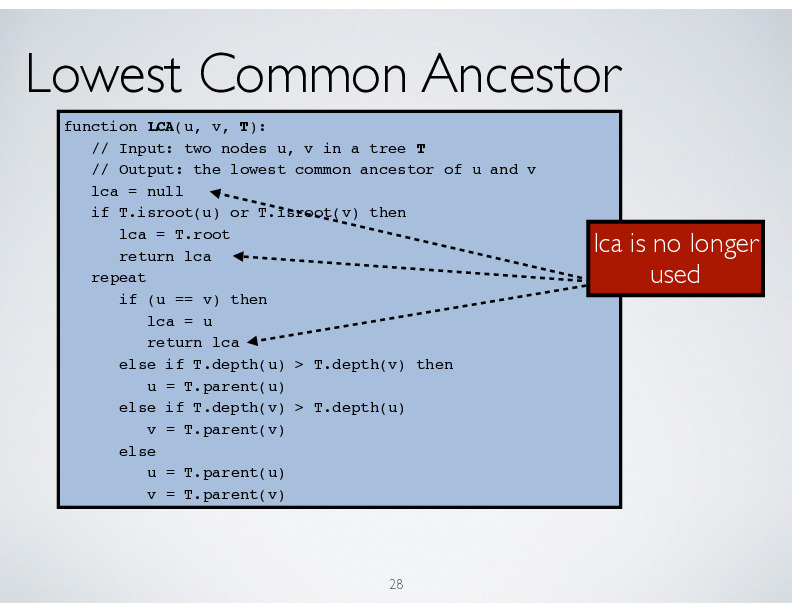 Lowest Common Ancestor
function LCA(u, v, T):
// Input: two nodes u, v in a tree T
// Output: the lowest common ancestor of u and v
lca = null
if T.isroot(u) or T.isroot(v) then
lca = T.root
return lca
repeat
if (u == v) then
lca = u
return lca
else if T.depth(u) > T.depth(v) then
u = T.parent(u)
else if T.depth(v) > T.depth(u)
v = T.parent(v)
else
u = T.parent(u)
v = T.parent(v)
lca is no longer
used
28